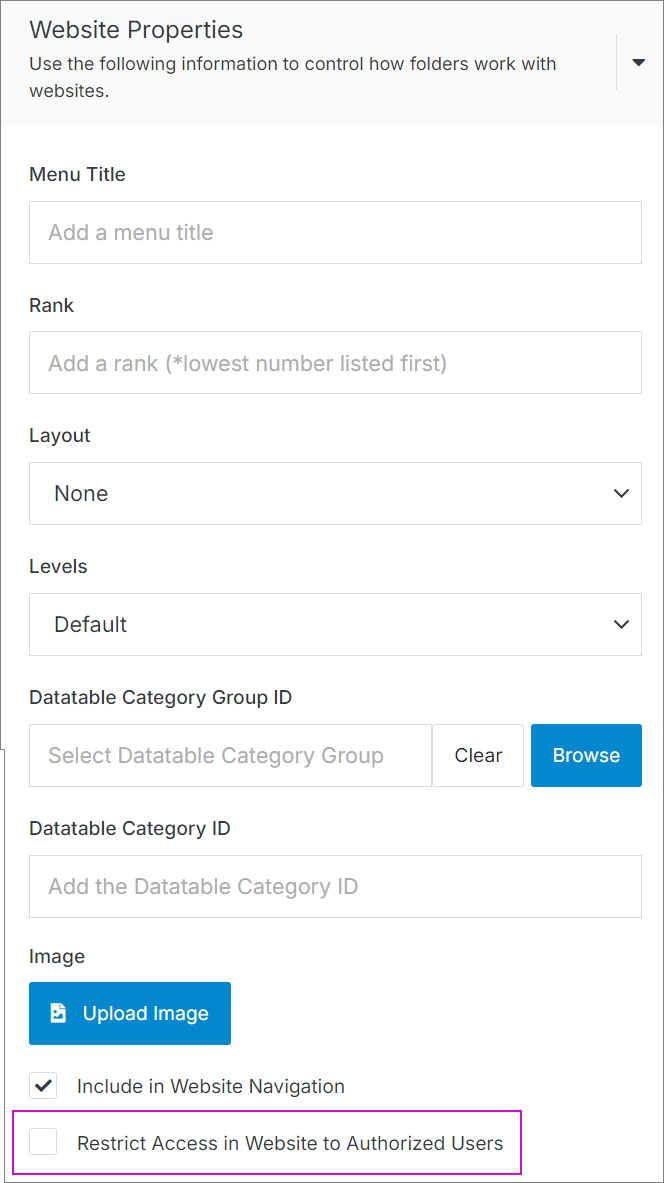 Website Properties
Use the following information to control how folders work with
websites.
Menu Title
Add a menu title
Rank
Add a rank (*lowest number listed first)
Layout
None
Levels
Default
Datatable Category Group ID
Select Datatable Category Group
Clear
Browse
Datatable Category ID
Add the Datatable Category ID
Image
Upload Image
Include in Website Navigation
Restrict Access in Website to Authorized Users